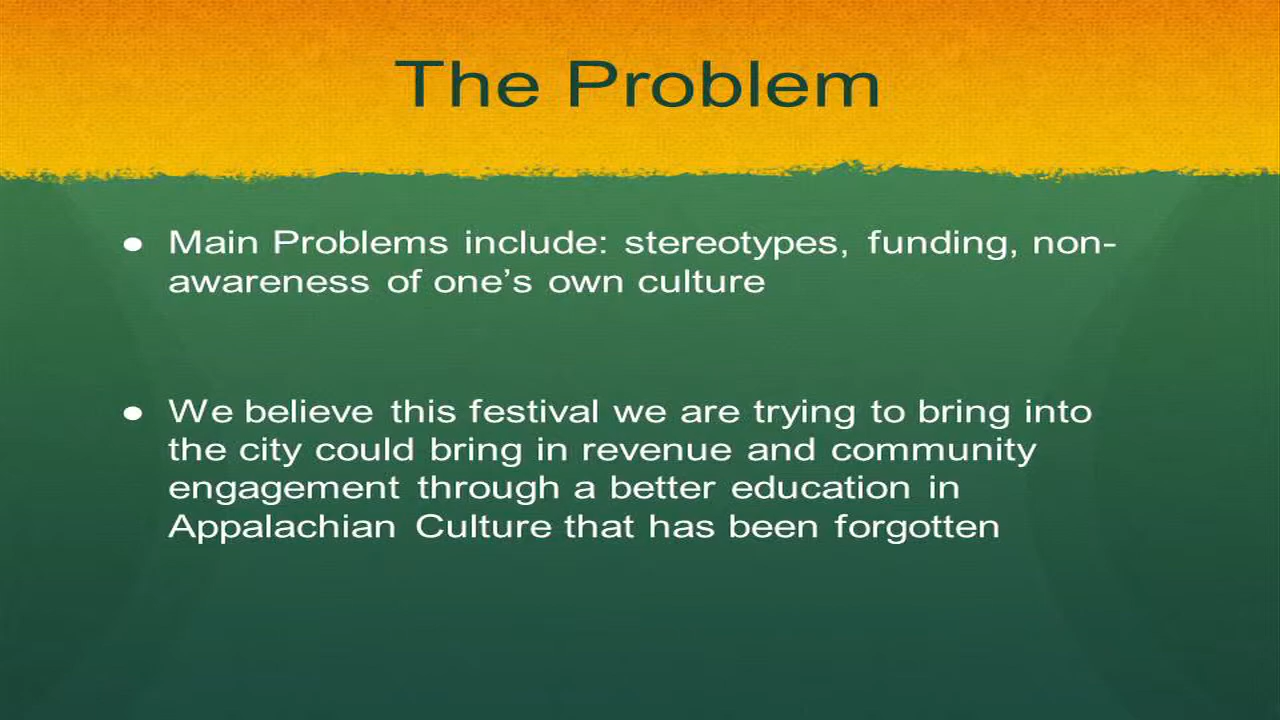 The Problem
● Main Problems include: stereotypes, funding, non-
awareness of one’s own culture
● We believe this festival we are trying to bring into
the city could bring in revenue and community
engagement through a better education in
Appalachian Culture that has been forgotten